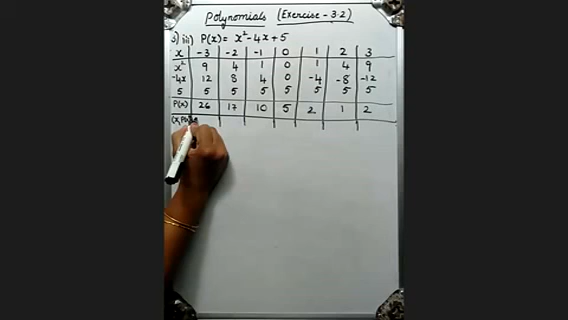 Polynomials (Exercise - 3.2)
3) iii) P(x) = x² - 4x + 5
x -3 -2 -1 0 1 2 3
x² 9 4 1 0 1 4 9
-4x 12 8 4 0 -4 -8 -12
5 5 5 5 5 5 5 5
P(x) 26 17 10 5 2 1 2
(x, P(x))